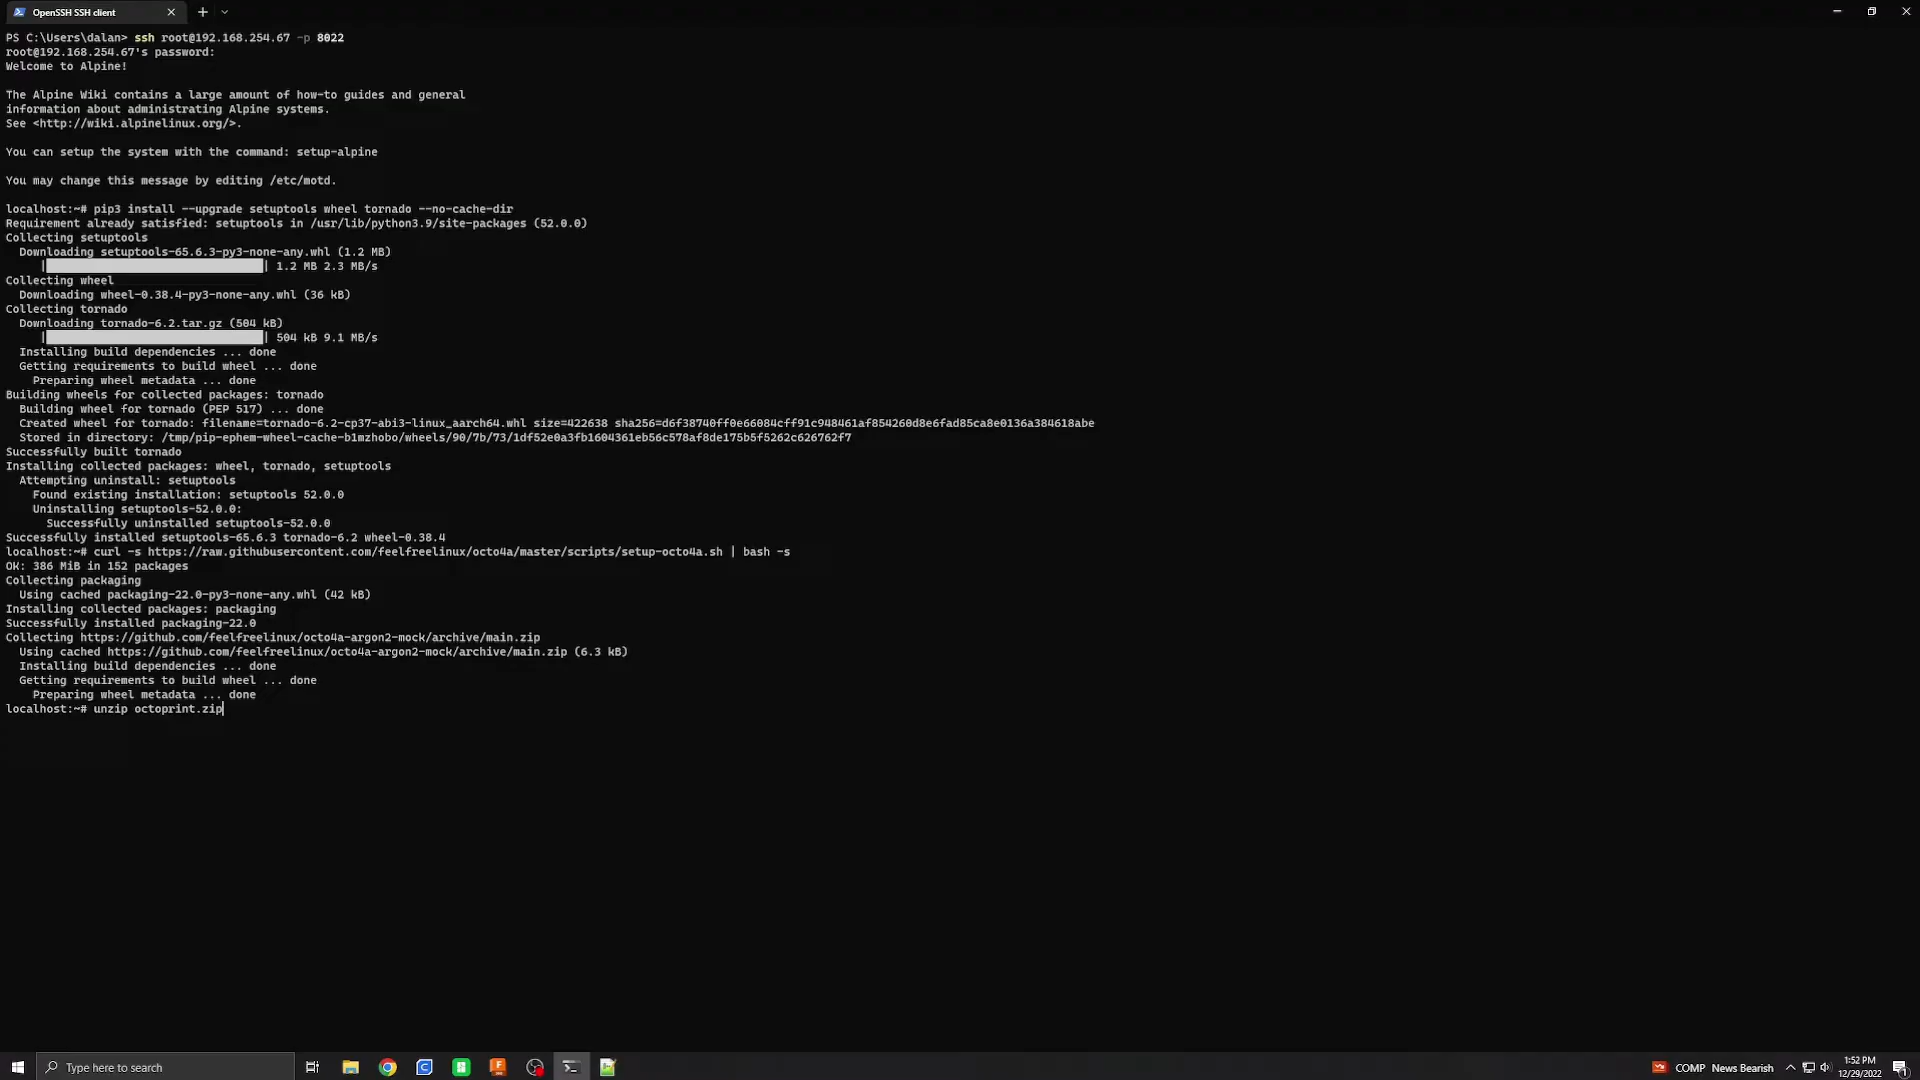 OpenSSH SSH client
PS C:\Users\dalan> ssh root@192.168.254.67 -p 8022
root@192.168.254.67's password:
Welcome to Alpine!
The Alpine Wiki contains a large amount of how-to guides and general
information about administrating Alpine systems.
See <http://wiki.alpinelinux.org/>.
You can setup the system with the command: setup-alpine
You may change this message by editing /etc/motd.
localhost:~# pip3 install --upgrade setuptools wheel tornado --no-cache-dir
Requirement already satisfied: setuptools in /usr/lib/python3.9/site-packages (52.0.0)
Collecting setuptools
Downloading setuptools-65.6.3-py3-none-any.whl (1.2 MB)
| | 1.2 MB 2.3 MB/s
Collecting wheel
Downloading wheel-0.38.4-py3-none-any.whl (36 kB)
Collecting tornado
Downloading tornado-6.2.tar.gz (504 kB)
| | 504 kB 9.1 MB/s
Installing build dependencies ... done
Getting requirements to build wheel ... done
Preparing wheel metadata ... done
Building wheels for collected packages: tornado
Building wheel for tornado (PEP 517) ... done
Created wheel for tornado: filename=tornado-6.2-cp37-abi3-linux_aarch64.whl size=422638 sha256=d6f38740ff0e66084cff91c948461af854260d8e6fad85ca8e0136a384618abe
Stored in directory: /tmp/pip-ephem-wheel-cache-b1mzhobo/wheels/90/7b/73/1df52e0a3fb1604361eb56c578af8de175b5f5262c626762f7
Successfully built tornado
Installing collected packages: wheel, tornado, setuptools
Attempting uninstall: setuptools
Found existing installation: setuptools 52.0.0
Uninstalling setuptools-52.0.0:
Successfully uninstalled setuptools-52.0.0
Successfully installed setuptools-65.6.3 tornado-6.2 wheel-0.38.4
localhost:~# curl -s https://raw.githubusercontent.com/feelfreelinux/octo4a/master/scripts/setup-octo4a.sh | bash -s
OK: 386 MiB in 152 packages
Collecting packaging
Using cached packaging-22.0-py3-none-any.whl (42 kB)
Installing collected packages: packaging
Successfully installed packaging-22.0
Collecting https://github.com/feelfreelinux/octo4a-argon2-mock/archive/main.zip
Using cached https://github.com/feelfreelinux/octo4a-argon2-mock/archive/main.zip (6.3 kB)
Installing build dependencies ... done
Getting requirements to build wheel ... done
Preparing wheel metadata ... done
localhost:~# unzip octoprint.zip
Type here to search
COMP News Bearish
1:52 PM
12/29/2022